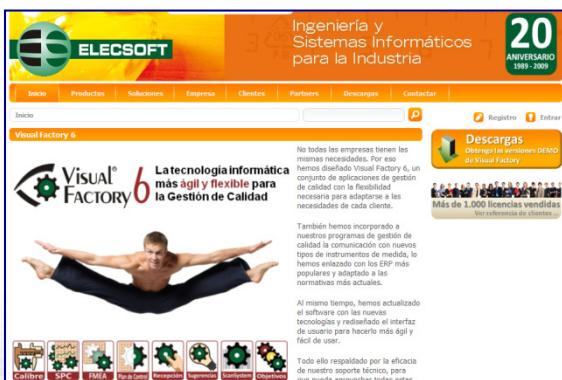 ELECSOFT
Ingeniería y
Sistemas Informáticos
para la Industria
20
ANIVERSARIO
1989 - 2009
Inicio Productos Soluciones Empresa Clientes Partners Descargas Contactar
Inicio
Registro Entrar
Visual Factory 6
VISUAL®
FACTORY 6
La tecnología informática
más ágil y flexible para
la Gestión de Calidad
No todas las empresas tienen las
mismas necesidades. Por eso
hemos diseñado Visual Factory 6, un
conjunto de aplicaciones de gestión
de calidad con la flexibilidad
necesaria para adaptarse a las
necesidades de cada cliente.
También hemos incorporado a
nuestros programas de gestión de
calidad la comunicación con nuevos
tipos de instrumentos de medida, lo
hemos enlazado con los ERP más
populares y adaptado a las
normativas más actuales.
Al mismo tiempo, hemos actualizado
el software con las nuevas
tecnologías y rediseñado el interfaz
de usuario para hacerlo más ágil y
fácil de usar.
Todo ello respaldado por la eficacia
de nuestro soporte técnico, para
que pueda aprovechar todas estas
Descargas
Obtenga las versiones DEMO
de Visual Factory
Más de 1.000 licencias vendidas
Ver referencia de clientes ...
Calibre SPC FMEA Plan de Control Recepción Sugerencias ScanSystem Objetivos